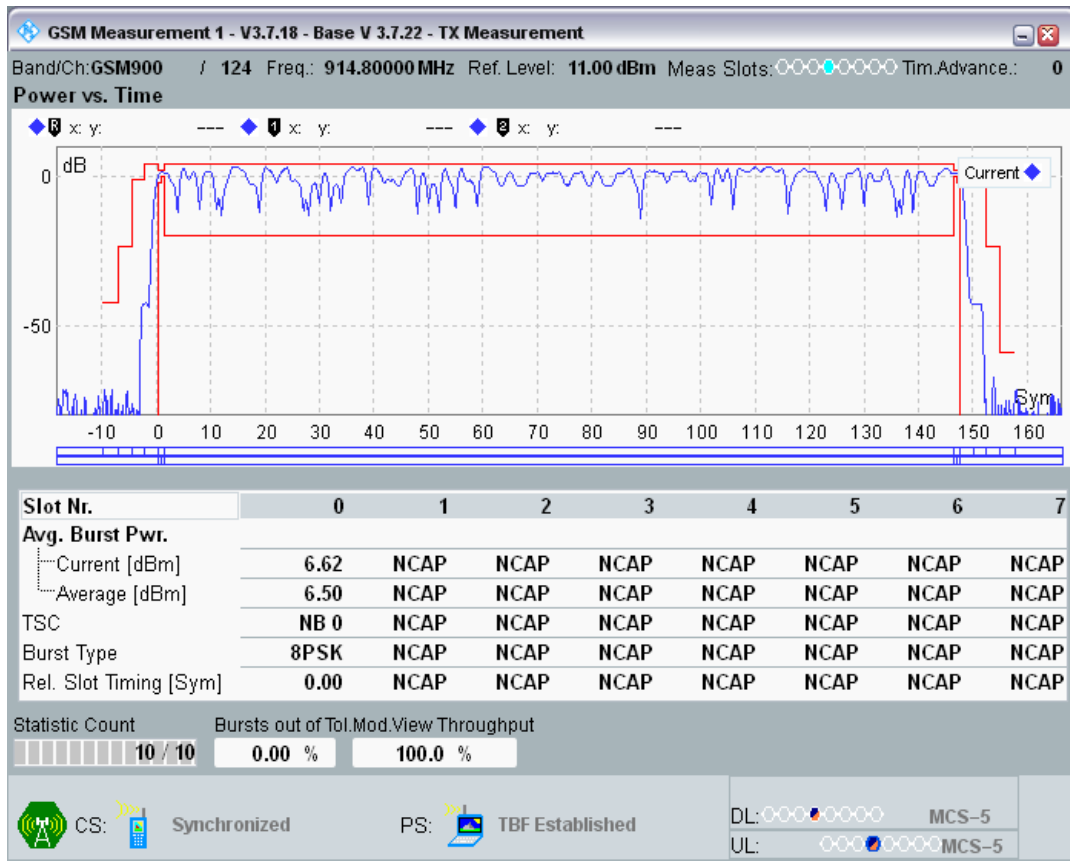 GSM Measurement 1 - V3.7.18 - Base V 3.7.22 - TX Measurement
Band/Ch:GSM900 / 124 Freq.: 914.80000 MHz Ref. Level: 11.00 dBm Meas Slots: Tim.Advance.: 0
Power vs. Time
R x: y: --- 1 x: y: --- 2 x: y: ---
dB
0
Current
-50
Sym
-10 0 10 20 30 40 50 60 70 80 90 100 110 120 130 140 150 160
Slot Nr. 0 1 2 3 4 5 6 7
Avg. Burst Pwr.
Current [dBm] 6.62 NCAP NCAP NCAP NCAP NCAP NCAP NCAP
Average [dBm] 6.50 NCAP NCAP NCAP NCAP NCAP NCAP NCAP
TSC NB 0 NCAP NCAP NCAP NCAP NCAP NCAP NCAP
Burst Type 8PSK NCAP NCAP NCAP NCAP NCAP NCAP NCAP
Rel. Slot Timing [Sym] 0.00 NCAP NCAP NCAP NCAP NCAP NCAP NCAP
Statistic Count Bursts out of Tol. Mod.View Throughput
10 / 10 0.00 % 100.0 %
CS: Synchronized PS: TBF Established
DL: MCS-5
UL: MCS-5